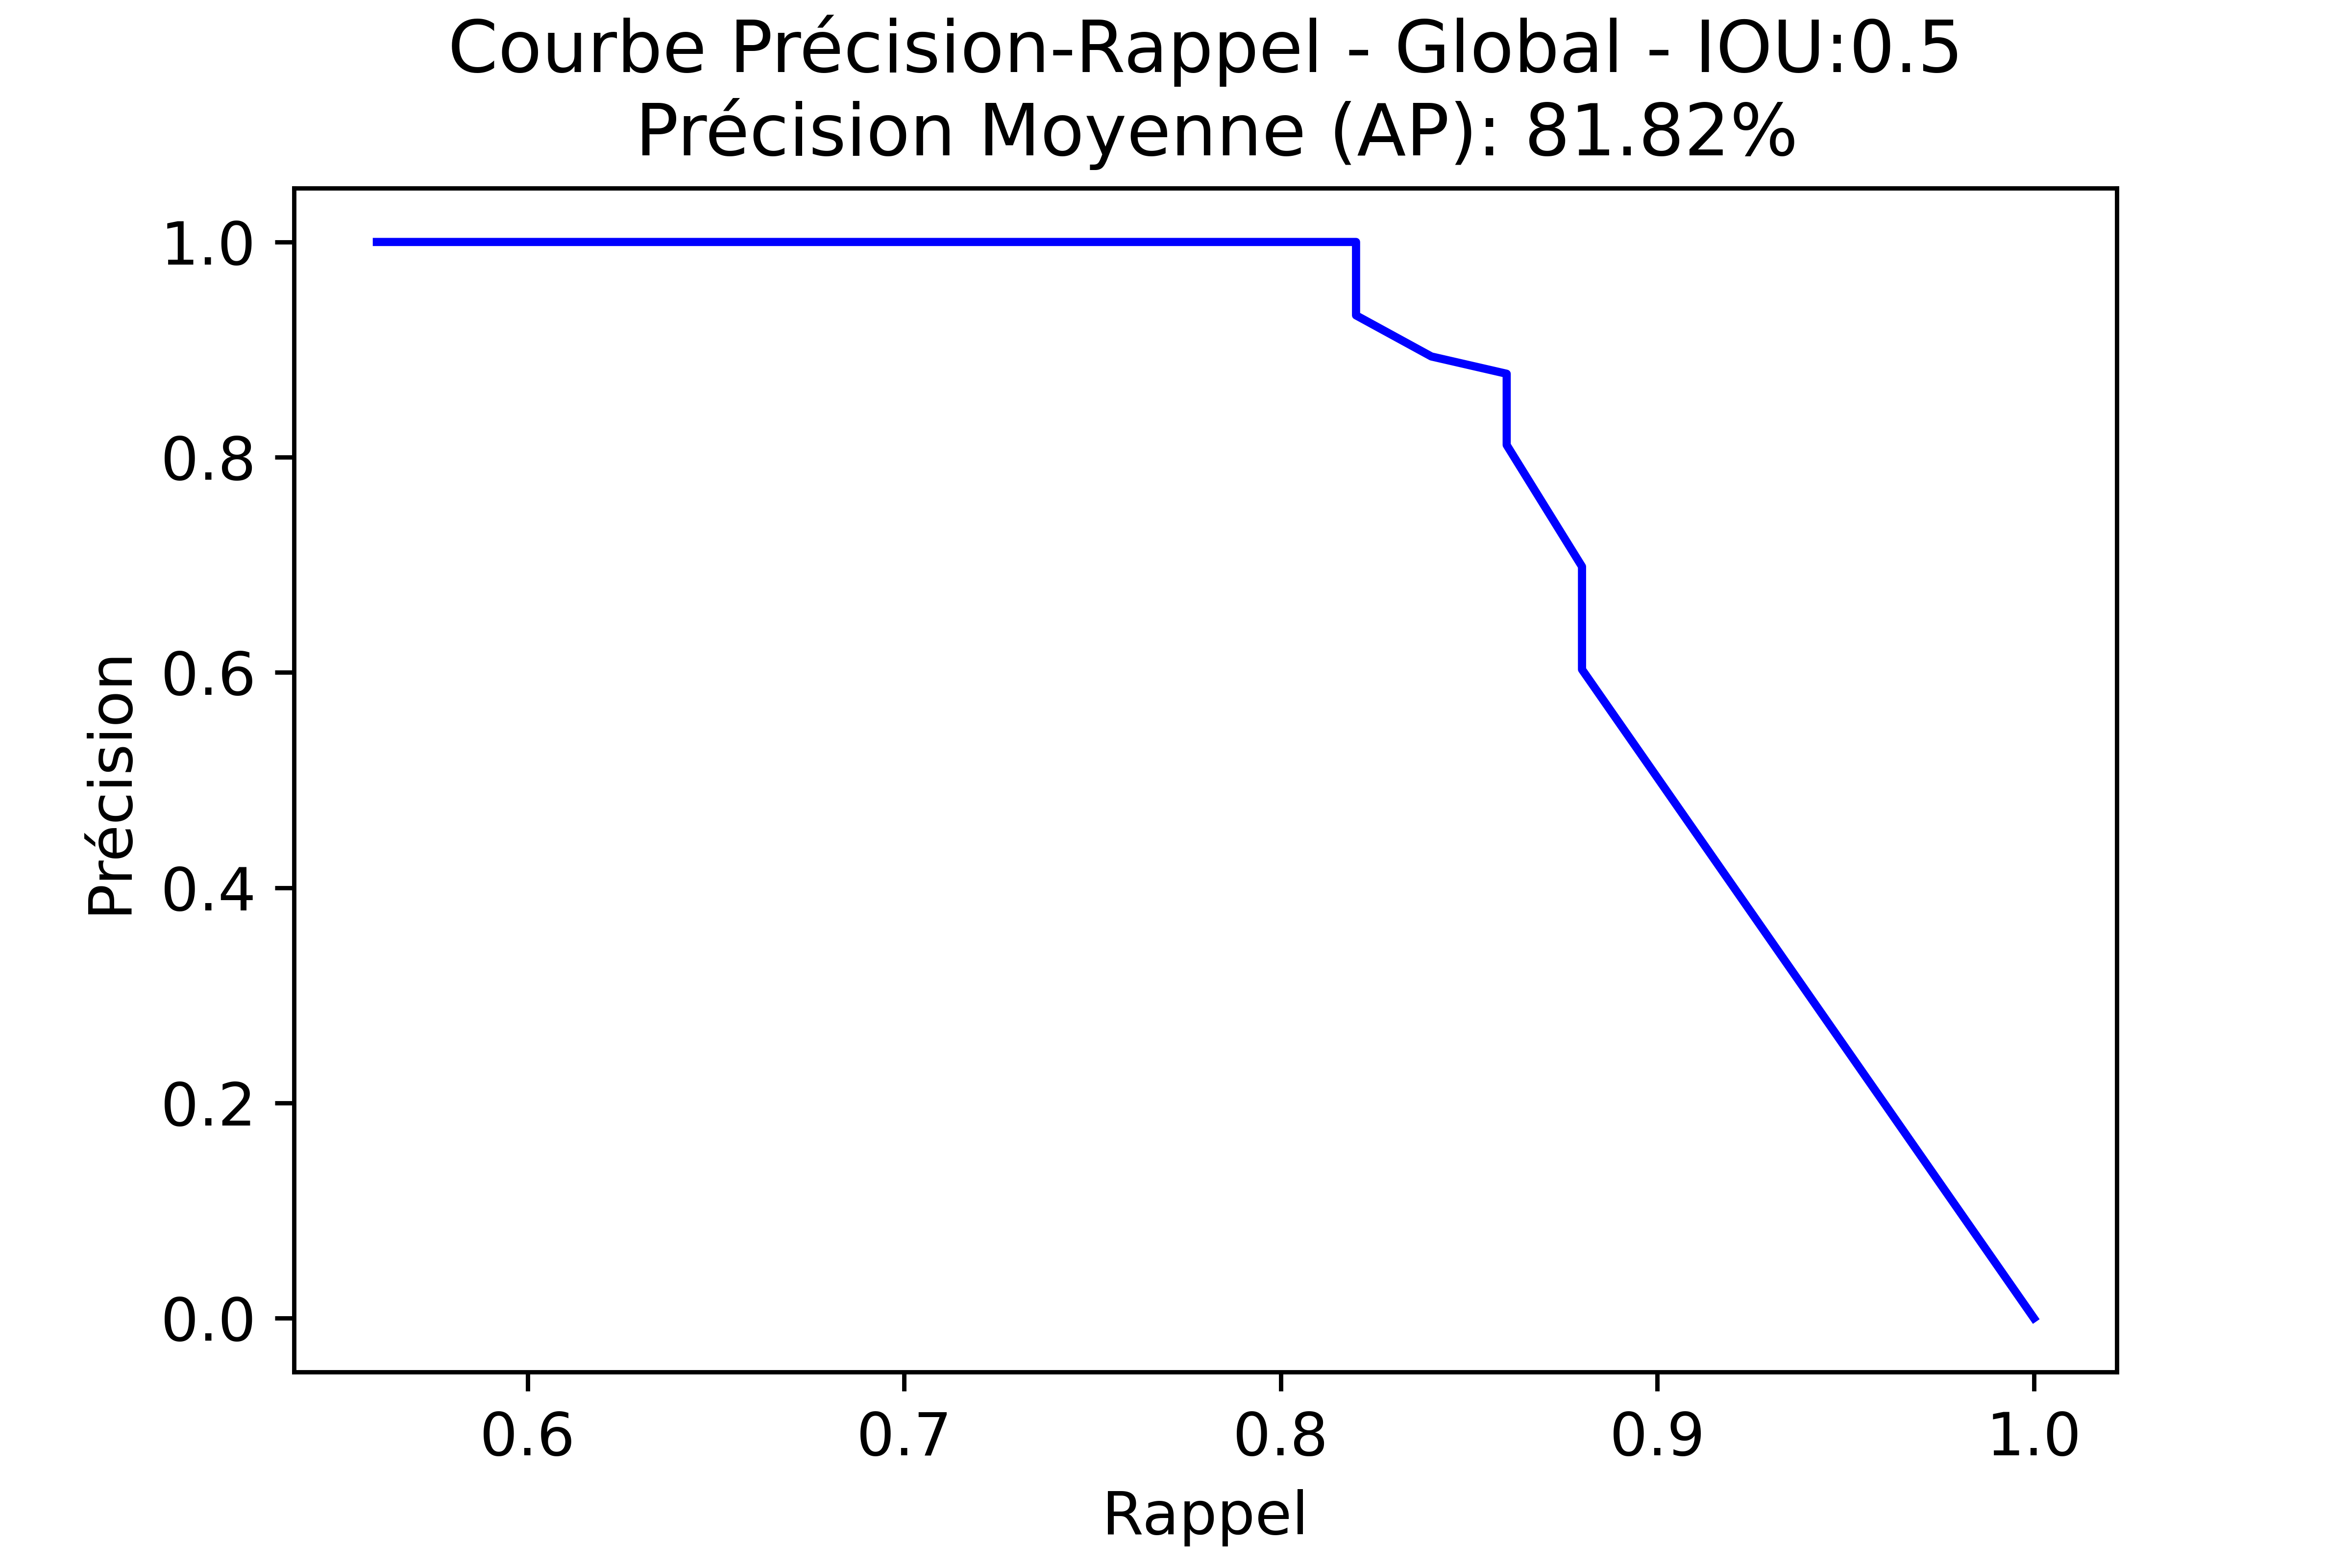 Courbe Précision-Rappel - Global - IOU:0.5
Précision Moyenne (AP): 81.82%
1.0
0.8
0.6
0.4
0.2
0.0
Précision
0.6 0.7 0.8 0.9 1.0
Rappel